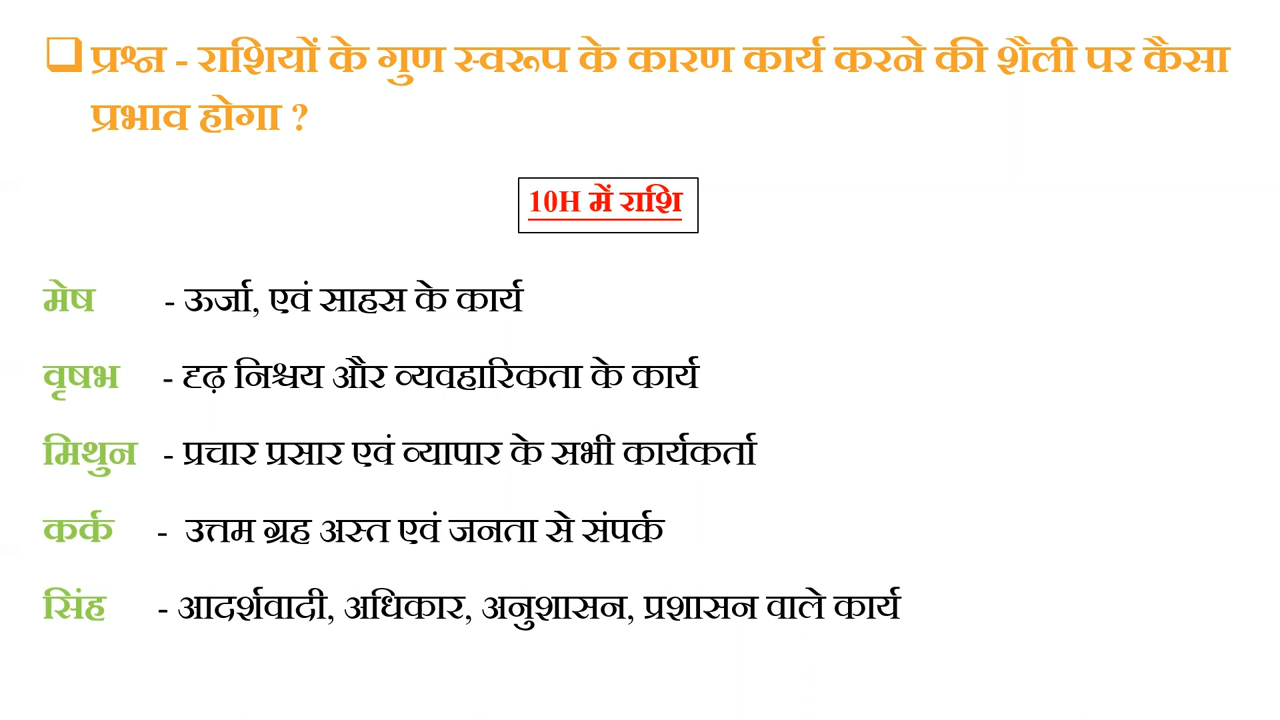 प्रश्न - राशियों के गुण स्वरूप के कारण कार्य करने की शैली पर कैसा
प्रभाव होगा ?
10H में राशि
मेष - ऊर्जा, एवं साहस के कार्य
वृषभ - दृढ़ निश्चय और व्यवहारिकता के कार्य
मिथुन - प्रचार प्रसार एवं व्यापार के सभी कार्यकर्ता
कर्क - उत्तम ग्रह अस्त एवं जनता से संपर्क
सिंह - आदर्शवादी, अधिकार, अनुशासन, प्रशासन वाले कार्य